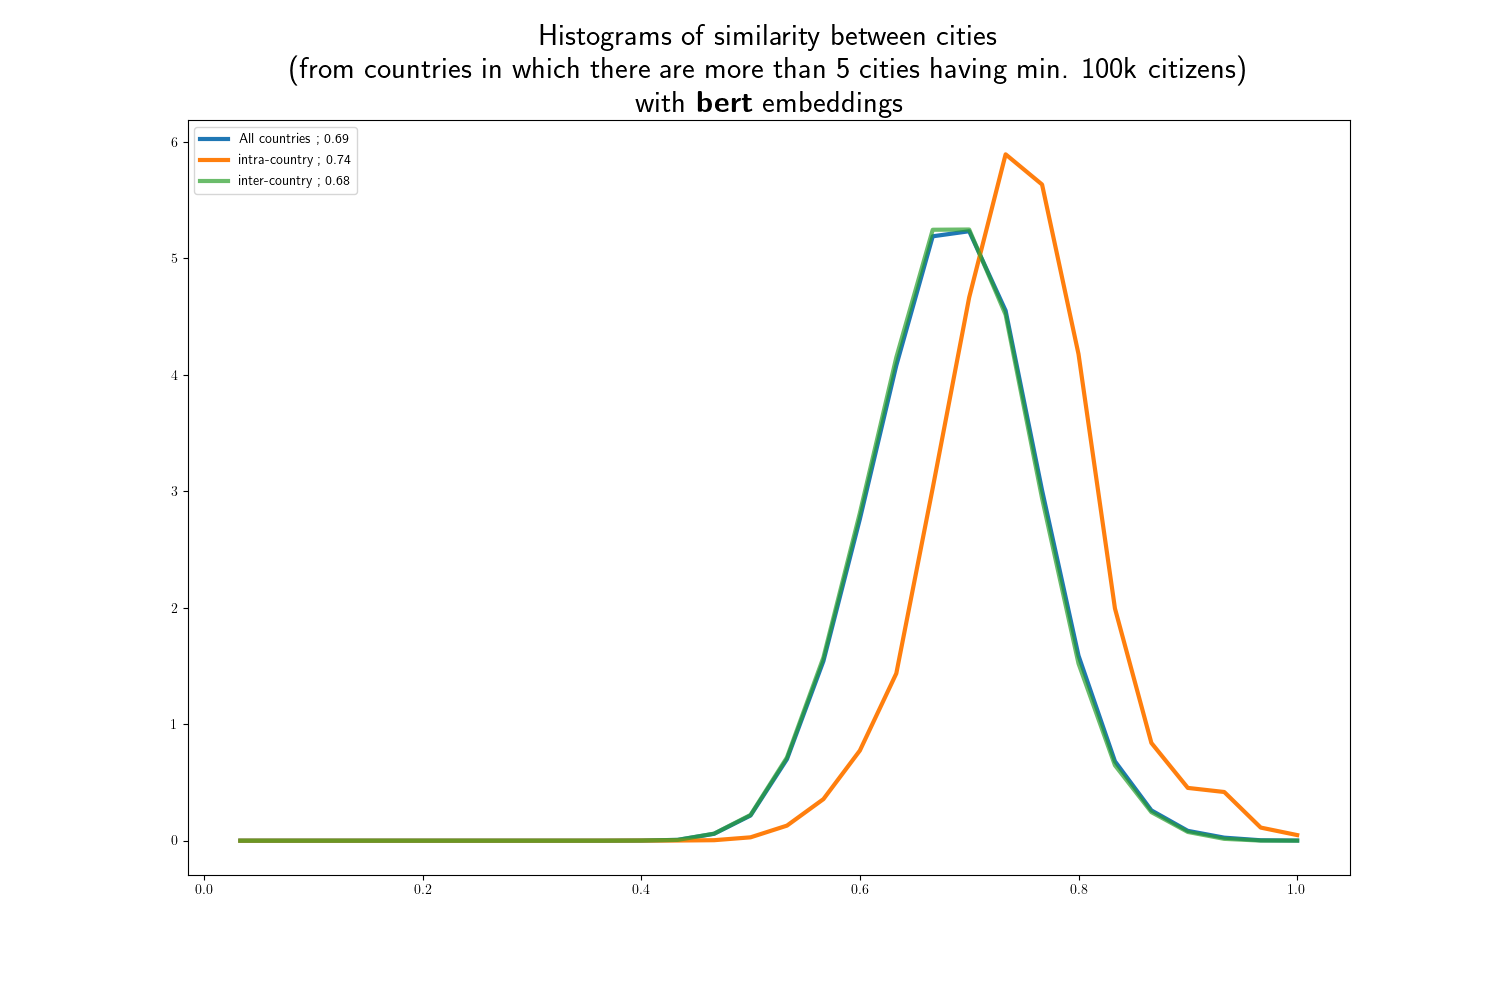 Histograms of similarity between cities
(from countries in which there are more than 5 cities having min. 100k citizens)
with bert embeddings
All countries ; 0.69
intra-country ; 0.74
inter-country ; 0.68
6
5
4
3
2
1
0
0.0 0.2 0.4 0.6 0.8 1.0